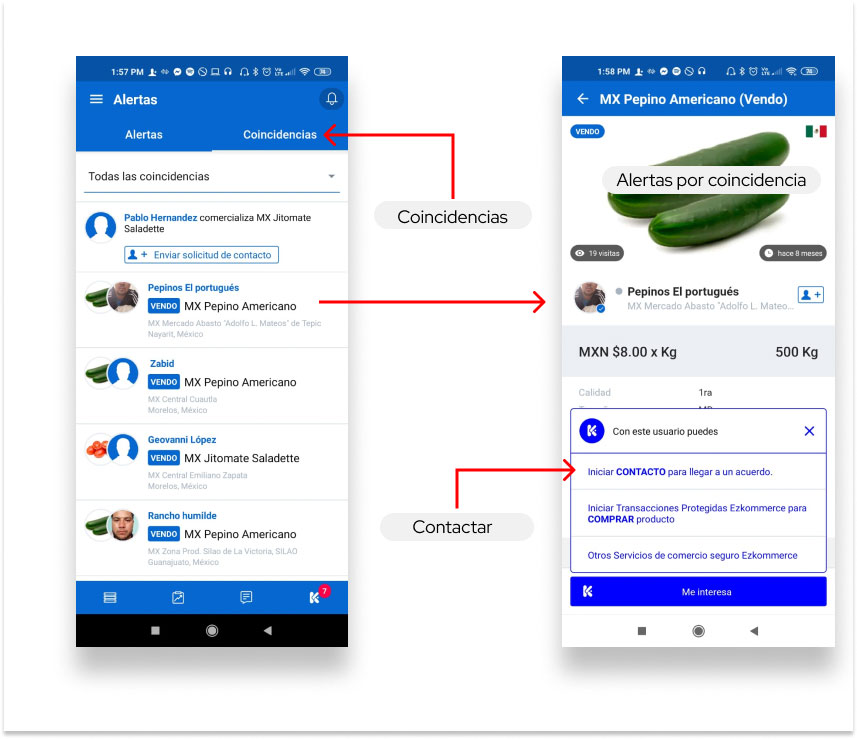 1:57 PM
Alertas
Alertas
Coincidencias
Todas las coincidencias
Pablo Hernandez comercializa MX Jitomate
Saladette
Enviar solicitud de contacto
Pepinos El portugués
VENDO MX Pepino Americano
MX Mercado Abasto "Adolfo L. Mateos" de Tepic
Nayarit, México
Zabid
VENDO MX Pepino Americano
MX Central Cuautla
Morelos, México
Geovanni López
VENDO MX Jitomate Saladette
MX Central Emiliano Zapata
Morelos, México
Rancho humilde
VENDO MX Pepino Americano
MX Zona Prod. Silao de La Victoria, SILAO
Guanajuato, México
7
Coincidencias
Contactar
1:58 PM
MX Pepino Americano (Vendo)
VENDO
Alertas por coincidencia
19 visitas
hace 8 meses
Pepinos El portugués
MX Mercado Abasto "Adolfo L. Mateo...
MXN $8.00 x Kg
500 Kg
Calidad
1ra
Con este usuario puedes
Iniciar CONTACTO para llegar a un acuerdo.
Iniciar Transacciones Protegidas Ezkommerce para
COMPRAR producto
Otros Servicios de comercio seguro Ezkommerce
Me interesa